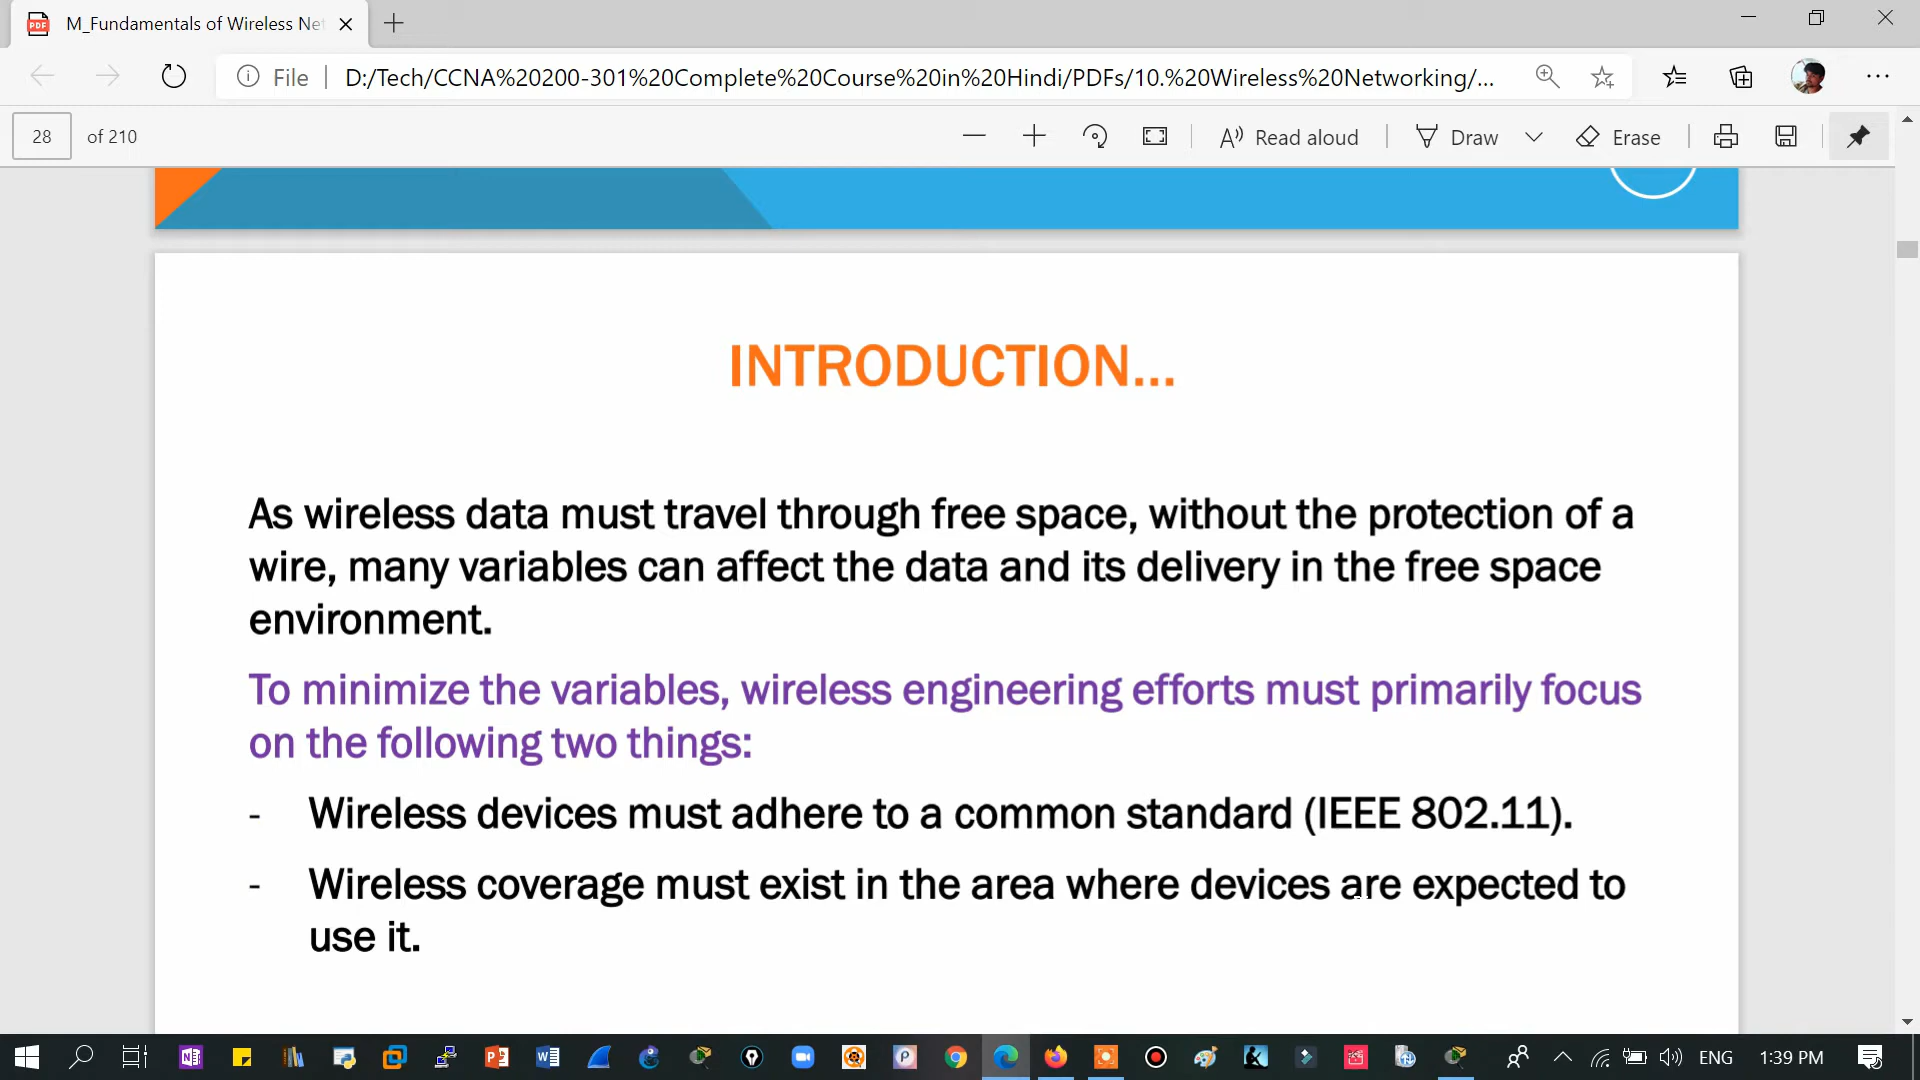 M_Fundamentals of Wireless Net
File
D:/Tech/CCNA%20200-301%20Complete%20Course%20in%20Hindi/PDFs/10.%20Wireless%20Networking/...
28 of 210
Read aloud
Draw
Erase
INTRODUCTION...
As wireless data must travel through free space, without the protection of a
wire, many variables can affect the data and its delivery in the free space
environment.
To minimize the variables, wireless engineering efforts must primarily focus
on the following two things:
- Wireless devices must adhere to a common standard (IEEE 802.11).
- Wireless coverage must exist in the area where devices are expected to
use it.
ENG
1:39 PM